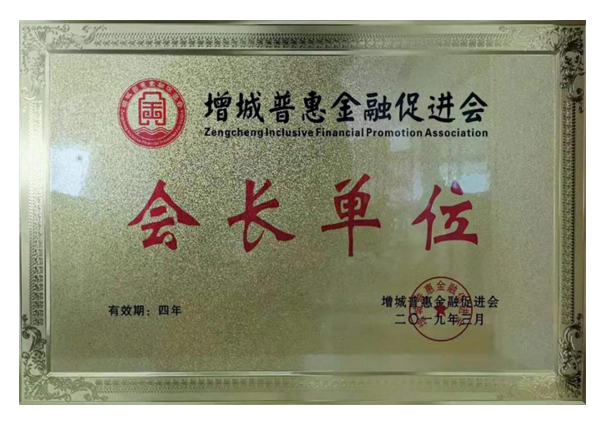 增城普惠金融促进会
Zengcheng Inclusive Financial Promotion Association
会长单位
有效期：四年
增城普惠金融促进会
二〇一九年三月